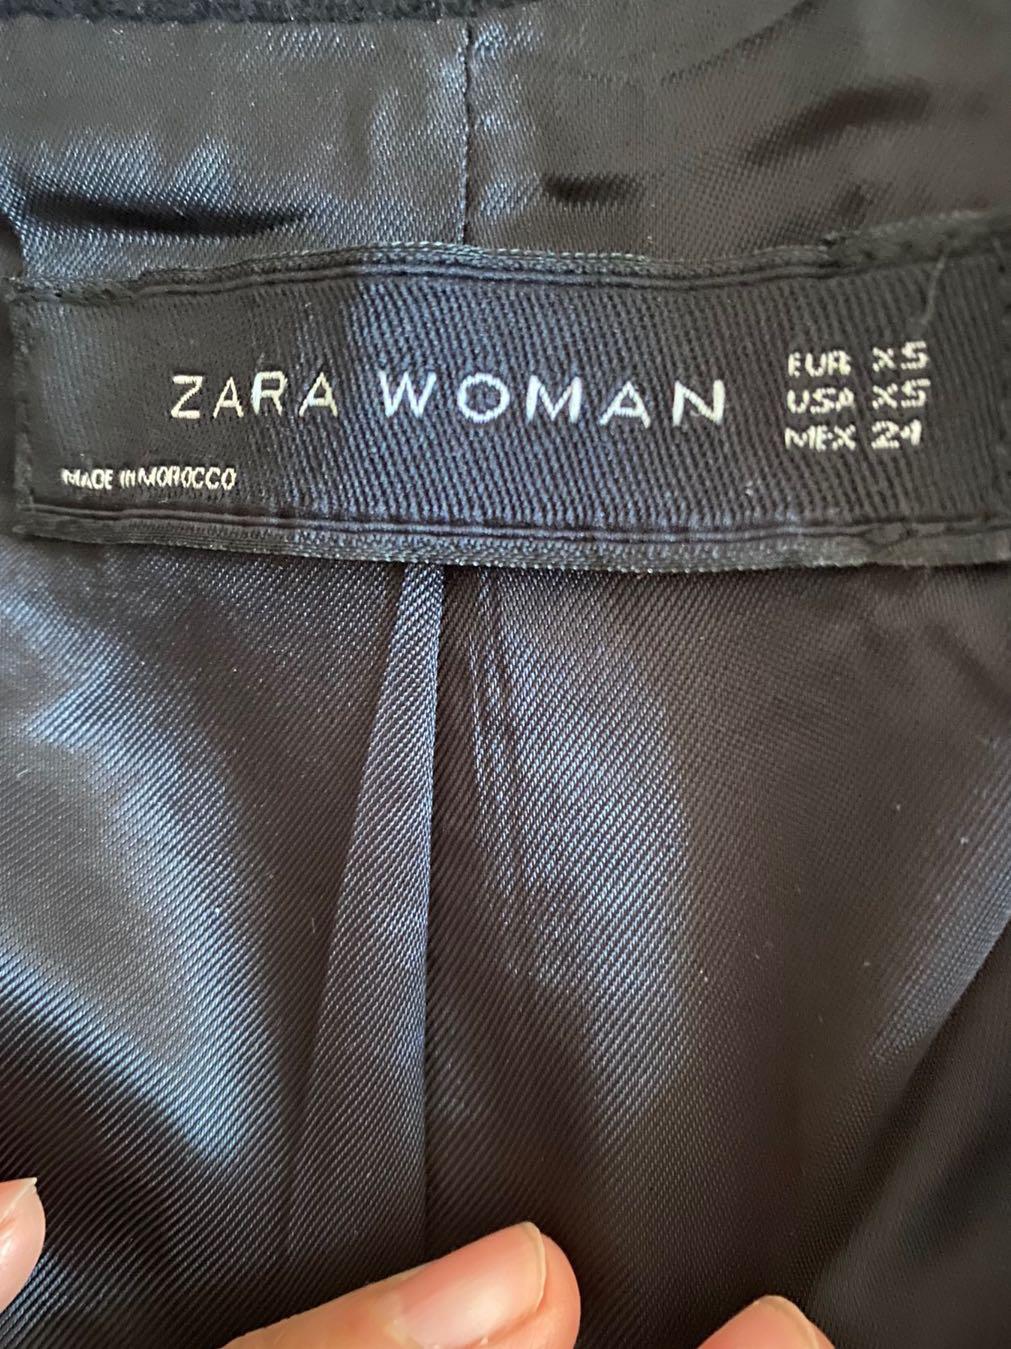 ZARA WOMAN
EUR XS
USA XS
MEX 24
MADE IN MOROCCO